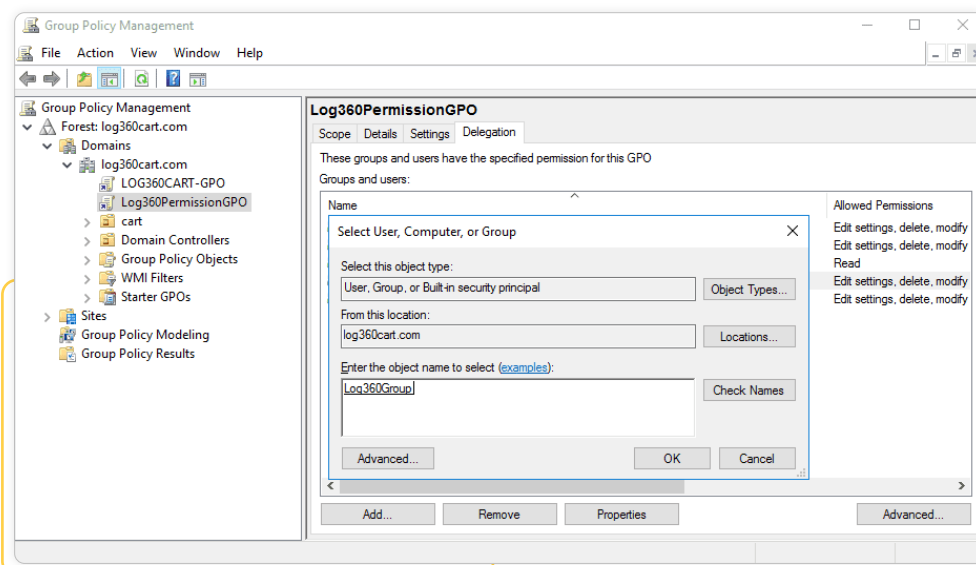 Group Policy Management
File Action View Window Help
Group Policy Management
Forest: log360cart.com
Domains
log360cart.com
LOG360CART-GPO
Log360PermissionGPO
cart
Domain Controllers
Group Policy Objects
WMI Filters
Starter GPOs
Sites
Group Policy Modeling
Group Policy Results
Log360PermissionGPO
Scope Details Settings Delegation
These groups and users have the specified permission for this GPO
Groups and users:
Name Allowed Permissions
Edit settings, delete, modify
Edit settings, delete, modify
Read
Edit settings, delete, modify
Edit settings, delete, modify
Select User, Computer, or Group
Select this object type:
User, Group, or Built-in security principal
Object Types...
From this location:
log360cart.com
Locations...
Enter the object name to select (examples):
Log360Group
Check Names
Advanced... OK Cancel
Add... Remove Properties Advanced...